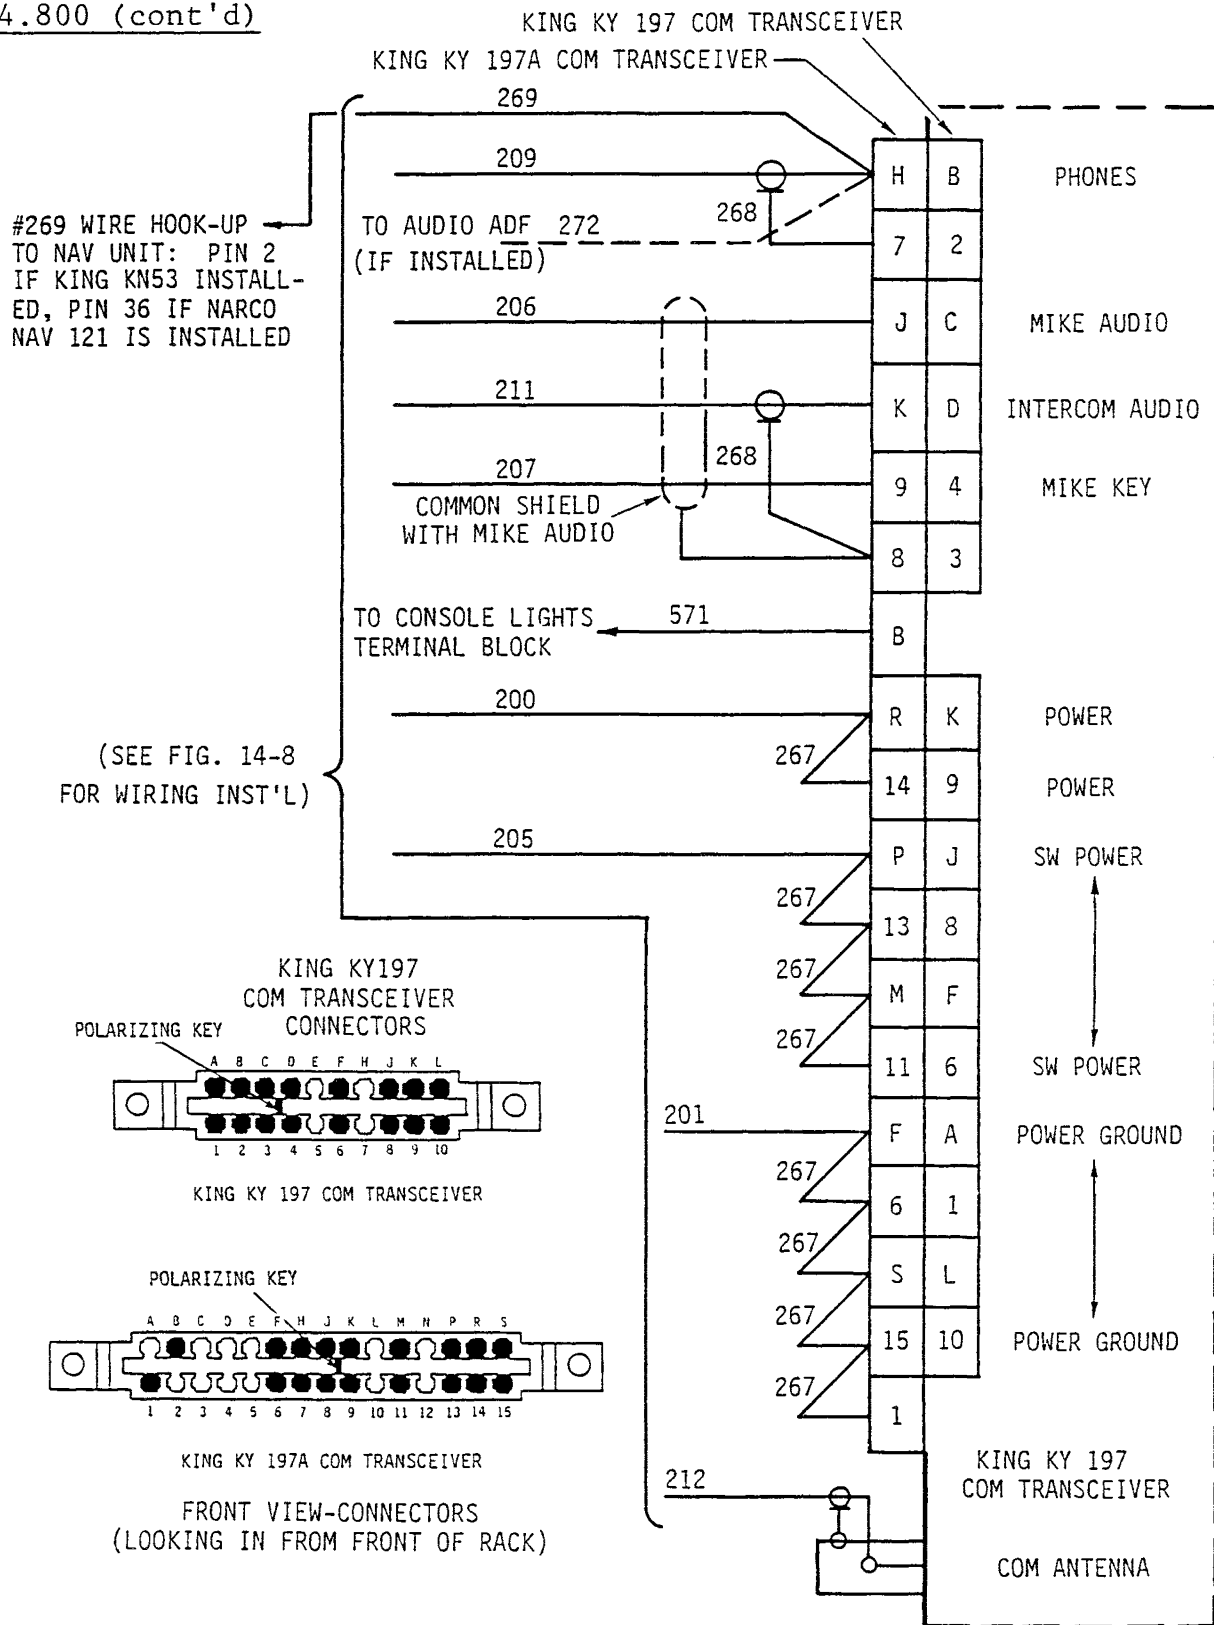 4.800 (cont'd)
KING KY 197 COM TRANSCEIVER
KING KY 197A COM TRANSCEIVER
269
209
H B PHONES
#269 WIRE HOOK-UP
TO NAV UNIT: PIN 2
IF KING KN53 INSTALL-
ED, PIN 36 IF NARCO
NAV 121 IS INSTALLED
TO AUDIO ADF 272
(IF INSTALLED)
268
7 2
206
J C MIKE AUDIO
211
K D INTERCOM AUDIO
268
207
9 4 MIKE KEY
COMMON SHIELD
WITH MIKE AUDIO
8 3
TO CONSOLE LIGHTS
TERMINAL BLOCK
571
B
200
R K POWER
267
14 9 POWER
(SEE FIG. 14-8
FOR WIRING INST'L)
205
P J SW POWER
267
13 8
267
M F
267
11 6 SW POWER
201
F A POWER GROUND
267
6 1
267
S L
267
15 10 POWER GROUND
267
1
KING KY197
COM TRANSCEIVER
CONNECTORS
POLARIZING KEY
A B C D E F H J K L
1 2 3 4 5 6 7 8 9 10
KING KY 197 COM TRANSCEIVER
POLARIZING KEY
A B C D E F H J K L M N P R S
1 2 3 4 5 6 7 8 9 10 11 12 13 14 15
KING KY 197A COM TRANSCEIVER
FRONT VIEW-CONNECTORS
(LOOKING IN FROM FRONT OF RACK)
212
KING KY 197
COM TRANSCEIVER
COM ANTENNA